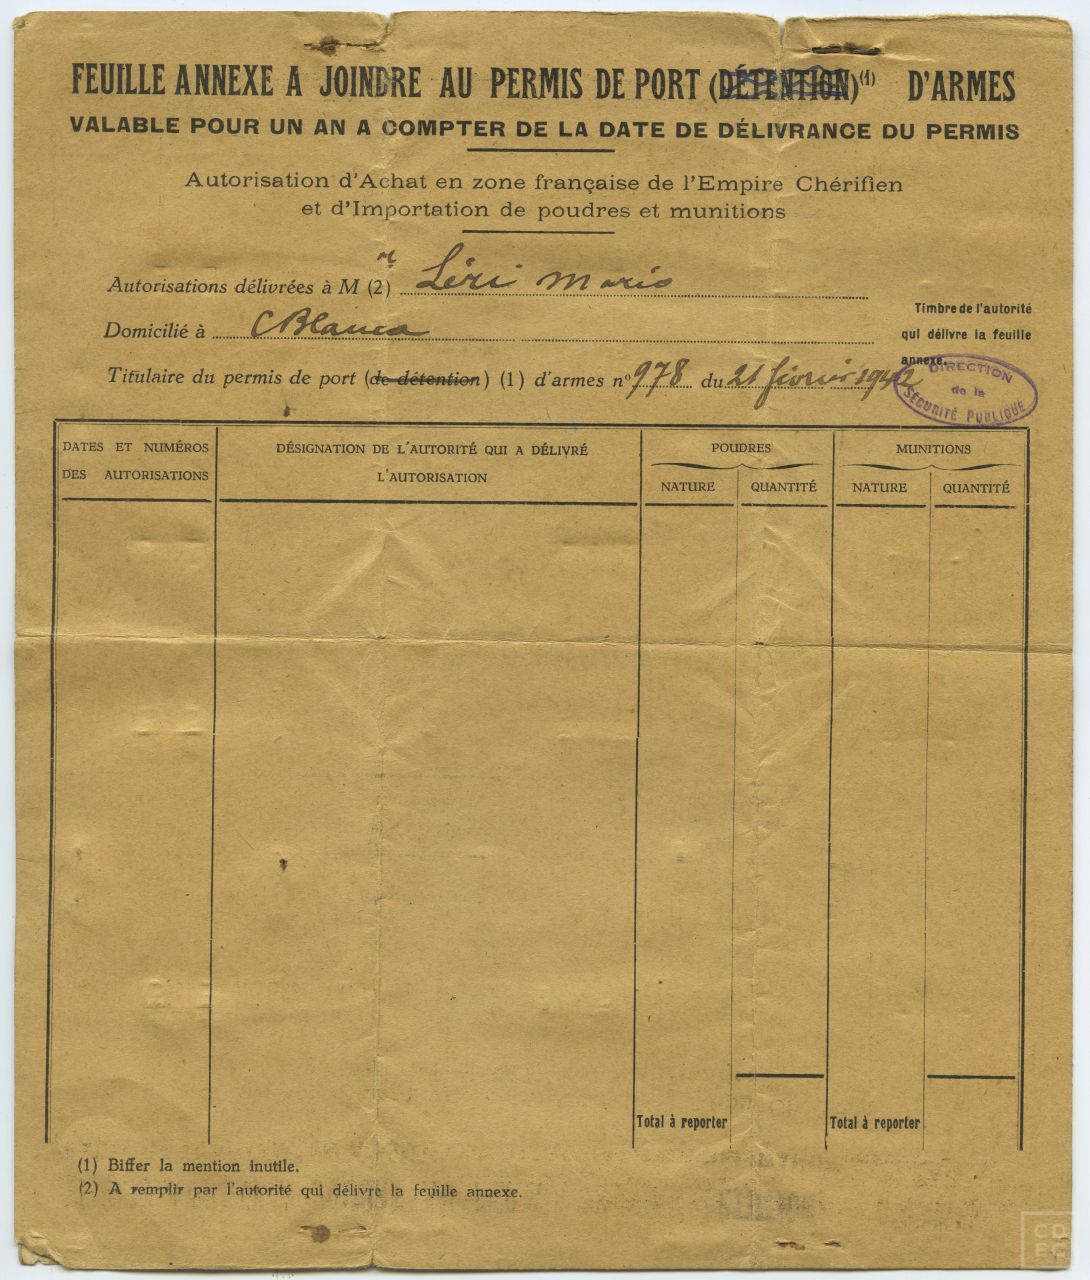 FEUILLE ANNEXE A JOINDRE AU PERMIS DE PORT (DÉTENTION)(1) D'ARMES
VALABLE POUR UN AN A COMPTER DE LA DATE DE DÉLIVRANCE DU PERMIS
Autorisation d'Achat en zone française de l'Empire Chérifien
et d'Importation de poudres et munitions
Autorisations délivrées à M (2) r Léri Mario
Domicilié à CBlanca
Timbre de l'autorité
qui délivre la feuille
annexe.
Titulaire du permis de port (de détention) (1) d'armes n° 978 du 21 février 1942
DIRECTION
de la
SÉCURITÉ PUBLIQUE
DATES ET NUMÉROS
DES AUTORISATIONS
DÉSIGNATION DE L'AUTORITÉ QUI A DÉLIVRÉ
L'AUTORISATION
POUDRES
MUNITIONS
NATURE QUANTITÉ NATURE QUANTITÉ
Total à reporter Total à reporter
(1) Biffer la mention inutile.
(2) A remplir par l'autorité qui délivre la feuille annexe.
CD
EC